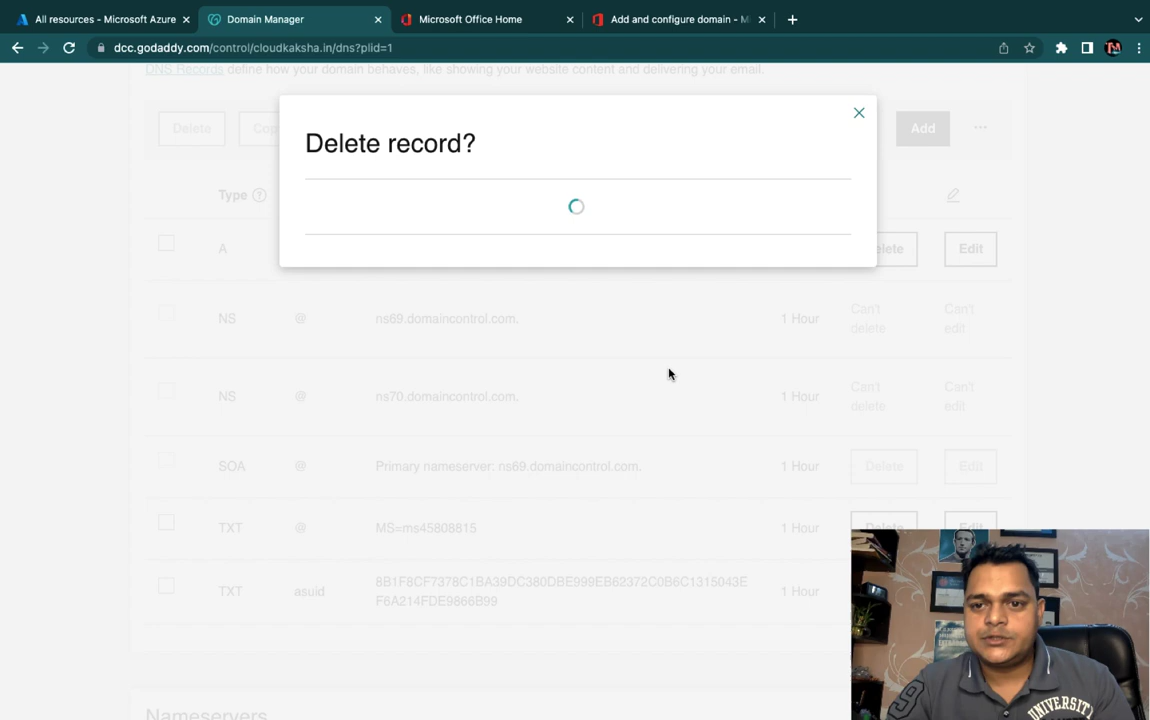 All resources - Microsoft Azure
Domain Manager
Microsoft Office Home
Add and configure domain - M
dcc.godaddy.com/control/cloudkaksha.in/dns?plid=1
DNS Records define how your domain behaves, like showing your website content and delivering your email.
Delete
Add
Delete record?
Type
A
Edit
NS @ ns69.domaincontrol.com. 1 Hour Can't delete Can't edit
NS @ ns70.domaincontrol.com. 1 Hour Can't delete Can't edit
SOA @ Primary nameserver: ns69.domaincontrol.com. 1 Hour Delete Edit
TXT @ MS=ms45808815 1 Hour Delete Edit
TXT asuid 8B1F8CF7378C1BA39DC380DBE999EB62372C0B6C1315043E
F6A214FDE9866B99 1 Hour
Nameservers
UNIVERSITY